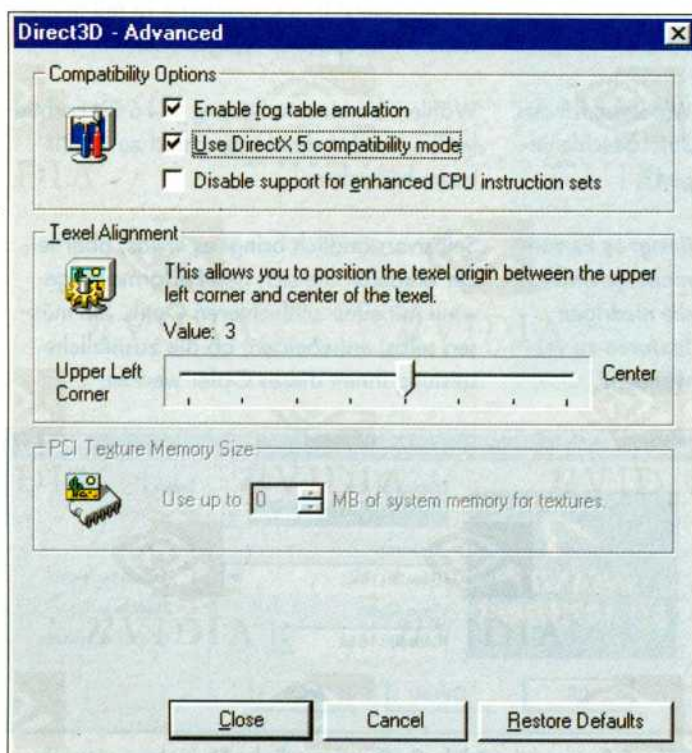 Direct3D - Advanced
Compatibility Options
Enable fog table emulation
Use DirectX 5 compatibility mode
Disable support for enhanced CPU instruction sets
Texel Alignment
This allows you to position the texel origin between the upper
left corner and center of the texel.
Value: 3
Upper Left
Corner
Center
PCI Texture Memory Size
Use up to 0 MB of system memory for textures.
Close
Cancel
Restore Defaults